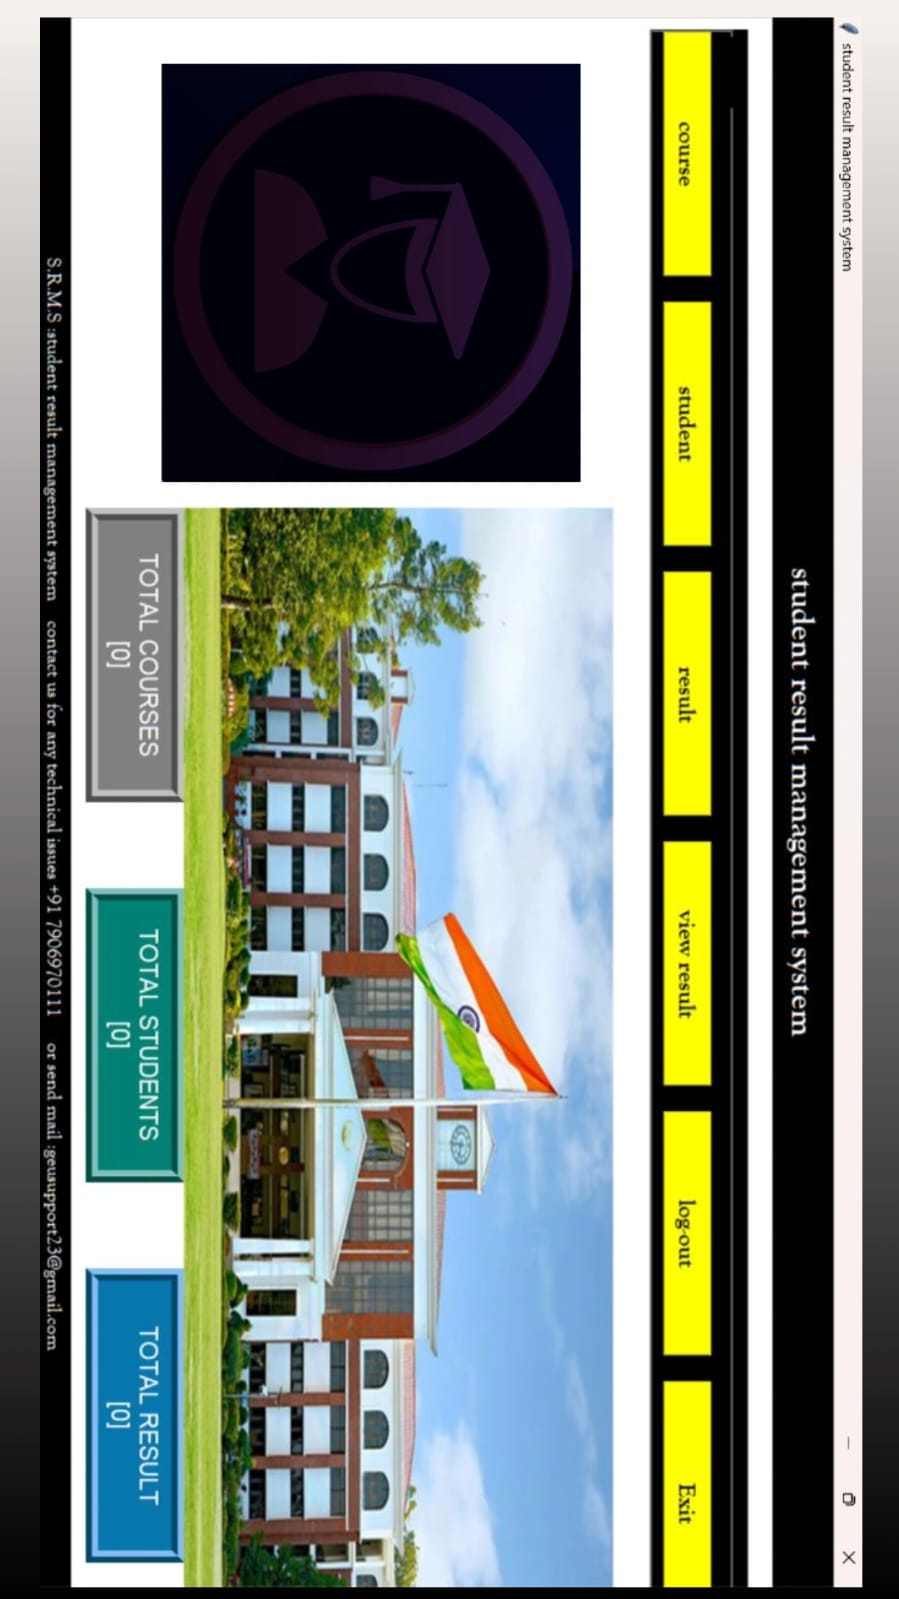 student result management system
student result management system
course student result view result log-out Exit
TOTAL COURSES
[0]
TOTAL STUDENTS
[0]
TOTAL RESULT
[0]
S.R.M.S :student result management system contact us for any technical issues +91 7906970111 or send mail :geusupport23@gmail.com